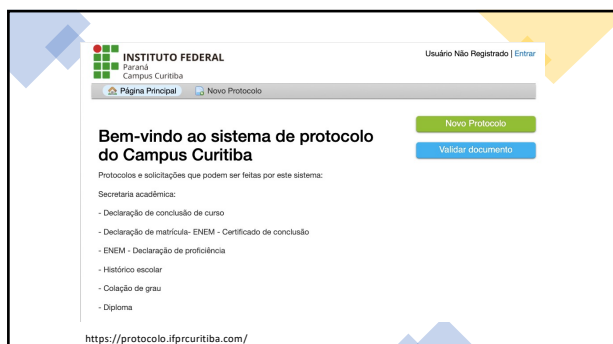 INSTITUTO FEDERAL
Paraná
Campus Curitiba
Usuário Não Registrado | Entrar
Página Principal
Novo Protocolo
Bem-vindo ao sistema de protocolo
do Campus Curitiba
Novo Protocolo
Validar documento
Protocolos e solicitações que podem ser feitas por este sistema:
Secretaria acadêmica:
- Declaração de conclusão de curso
- Declaração de matrícula- ENEM - Certificado de conclusão
- ENEM - Declaração de proficiência
- Histórico escolar
- Colação de grau
- Diploma
https://protocolo.ifprcuritiba.com/